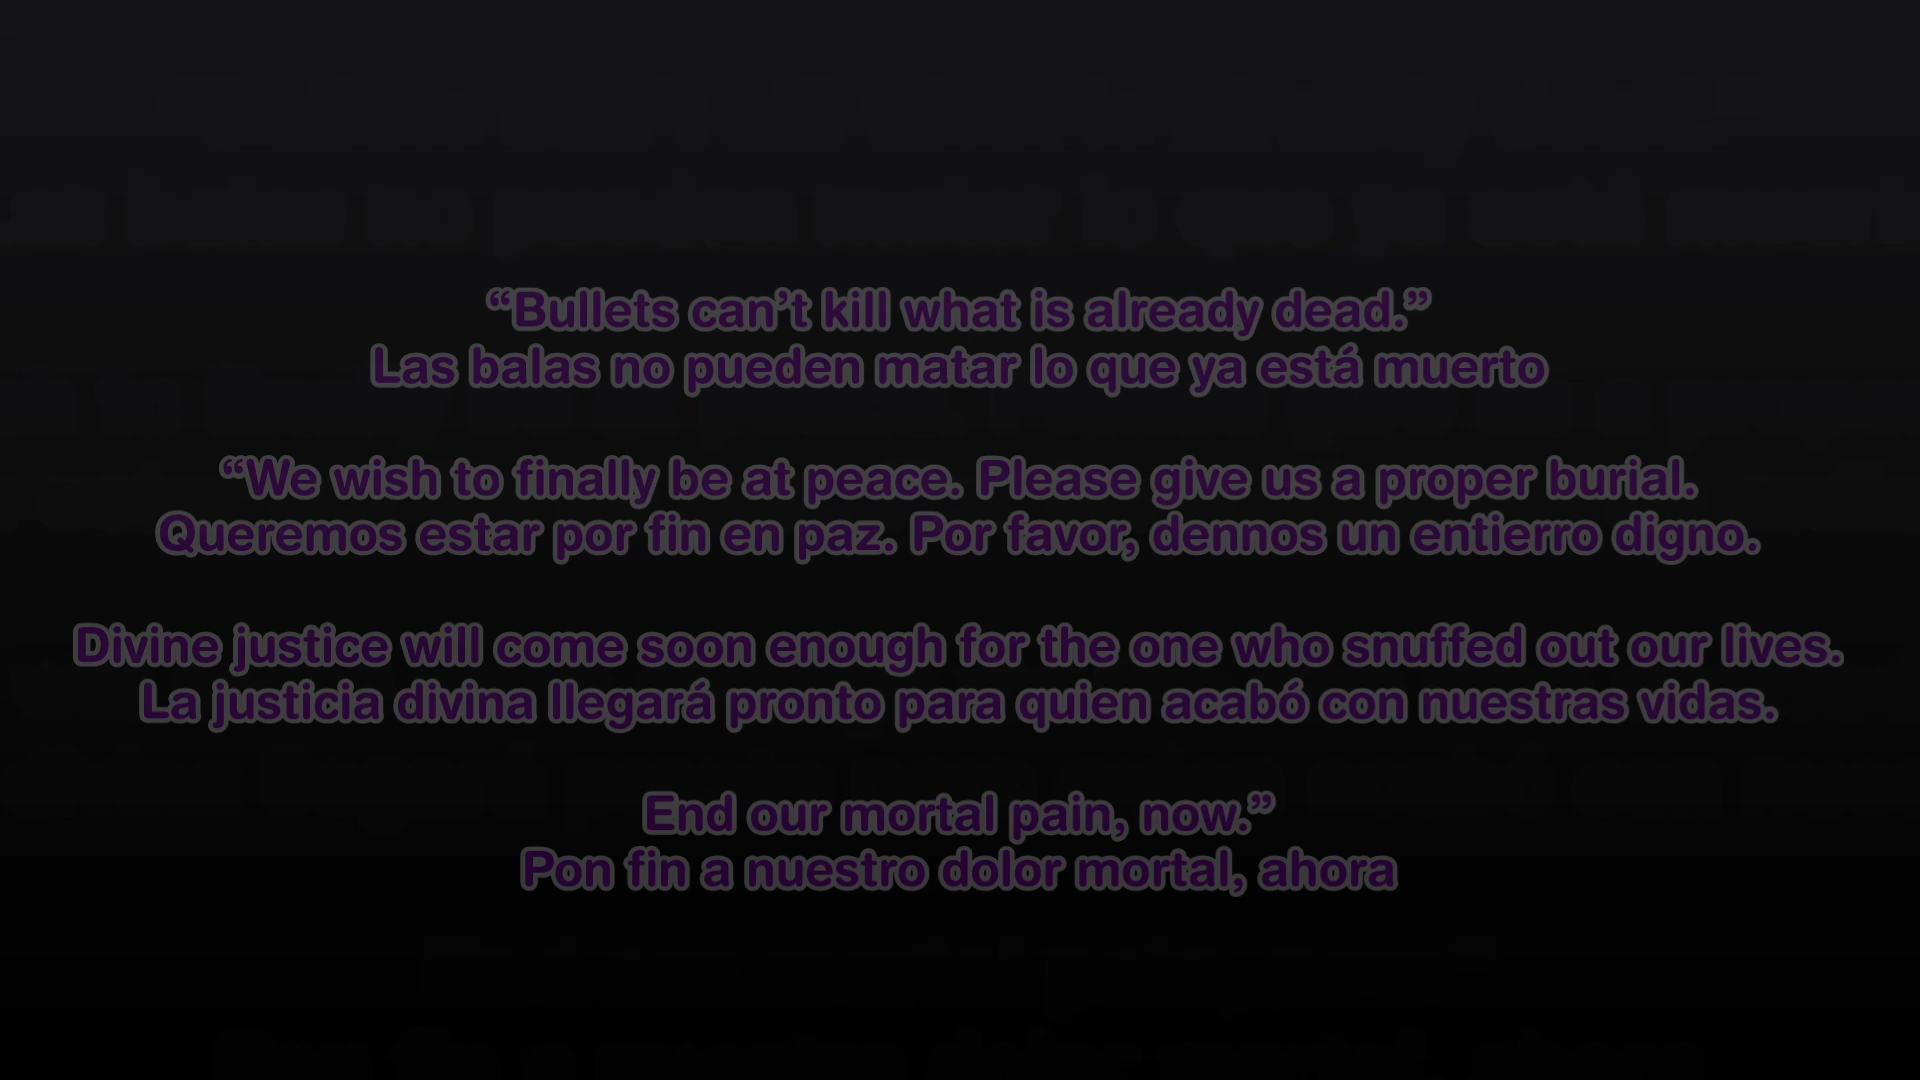 “Bullets can’t kill what is already dead.”
Las balas no pueden matar lo que ya está muerto
“We wish to finally be at peace. Please give us a proper burial.
Queremos estar por fin en paz. Por favor, dennos un entierro digno.
Divine justice will come soon enough for the one who snuffed out our lives.
La justicia divina llegará pronto para quien acabó con nuestras vidas.
End our mortal pain, now.”
Pon fin a nuestro dolor mortal, ahora